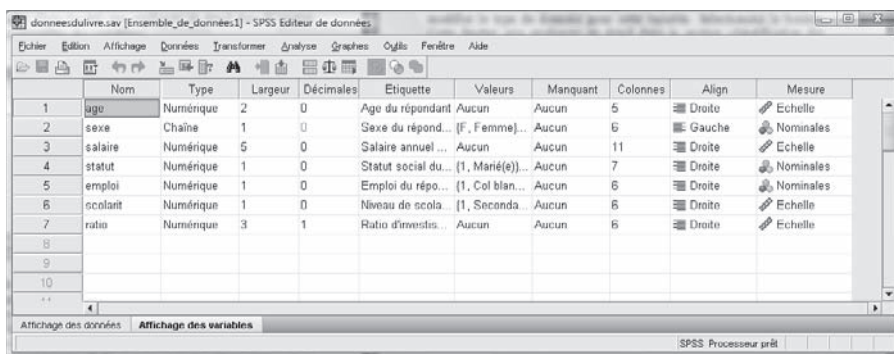 donneesdulivre.sav [Ensemble_de_données1] - SPSS Editeur de données
Fichier Edition Affichage Données Transformer Analyse Graphes Outils Fenêtre Aide
Nom Type Largeur Décimales Etiquette Valeurs Manquant Colonnes Align Mesure
1 age Numérique 2 0 Age du répondant Aucun Aucun 5 Droite Echelle
2 sexe Chaîne 1 0 Sexe du répond... {F, Femme}... Aucun 6 Gauche Nominales
3 salaire Numérique 5 0 Salaire annuel ... Aucun Aucun 11 Droite Echelle
4 statut Numérique 1 0 Statut social du... {1, Marié(e)}... Aucun 7 Droite Nominales
5 emploi Numérique 1 0 Emploi du répo... {1, Col blan... Aucun 6 Droite Nominales
6 scolarit Numérique 1 0 Niveau de scola... {1, Seconda... Aucun 6 Droite Echelle
7 ratio Numérique 3 1 Ratio d'investis... Aucun Aucun 6 Droite Echelle
8
9
10
Affichage des données Affichage des variables
SPSS Processeur prêt